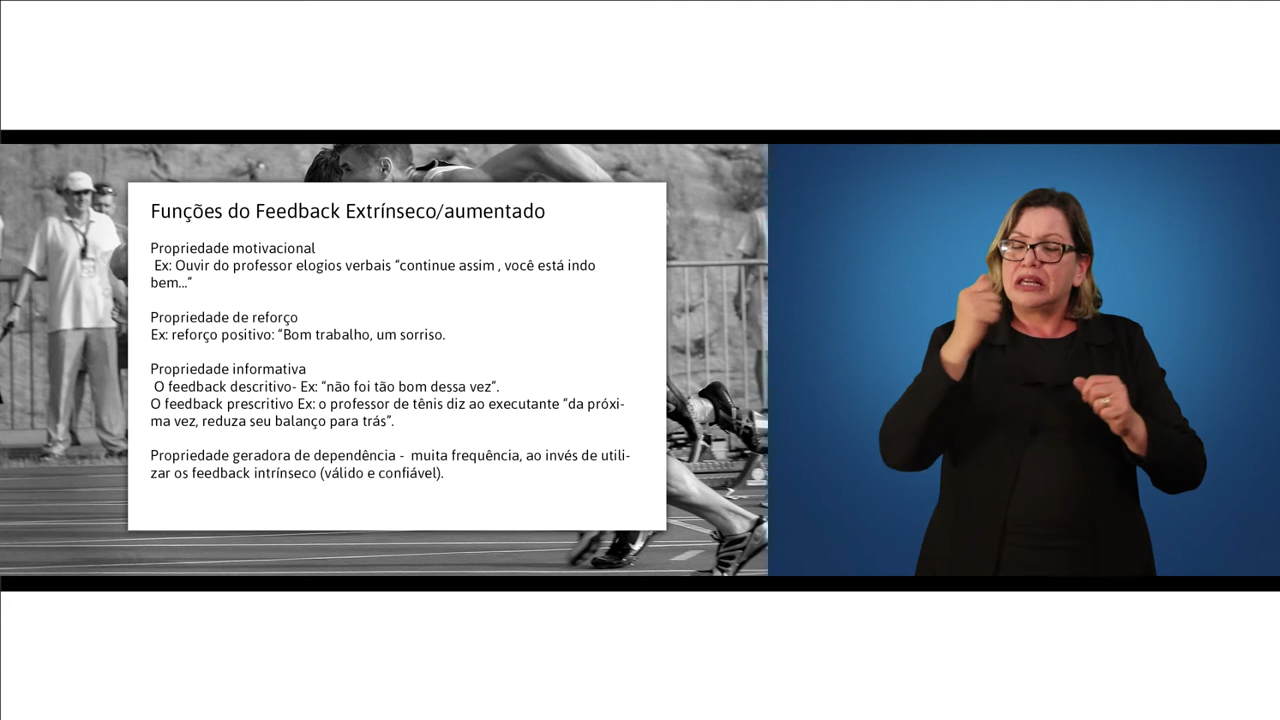 Funções do Feedback Extrínseco/aumentado
Propriedade motivacional
Ex: Ouvir do professor elogios verbais “continue assim , você está indo
bem...”
Propriedade de reforço
Ex: reforço positivo: “Bom trabalho, um sorriso.
Propriedade informativa
O feedback descritivo- Ex: “não foi tão bom dessa vez”.
O feedback prescritivo Ex: o professor de tênis diz ao executante “da próxi-
ma vez, reduza seu balanço para trás”.
Propriedade geradora de dependência - muita frequência, ao invés de utili-
zar os feedback intrínseco (válido e confiável).